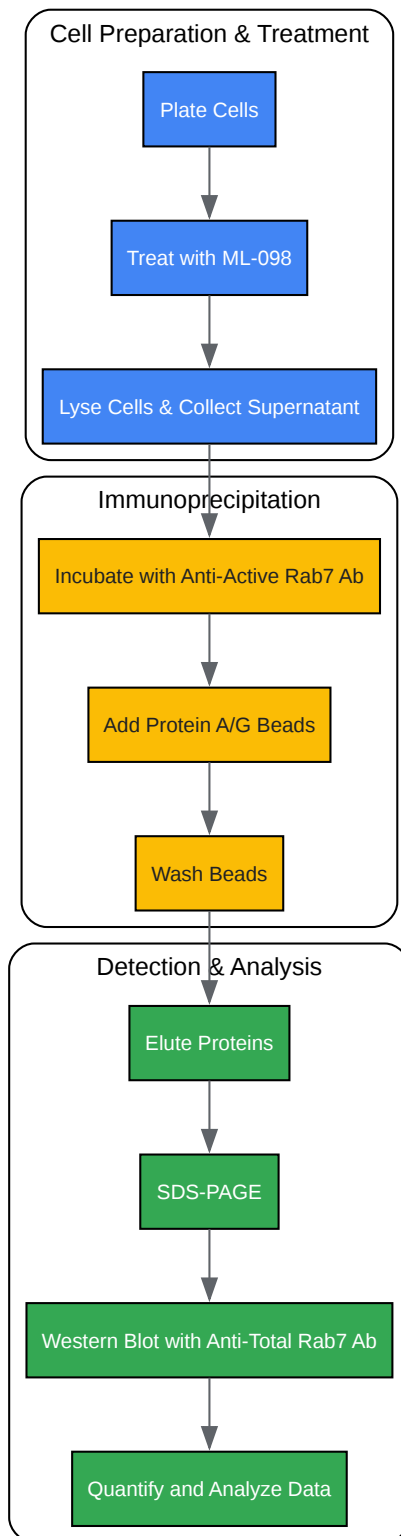 Cell Preparation & Treatment
Plate Cells
Treat with ML-098
Lyse Cells & Collect Supernatant
Immunoprecipitation
Incubate with Anti-Active Rab7 Ab
Add Protein A/G Beads
Wash Beads
Detection & Analysis
Elute Proteins
SDS-PAGE
Western Blot with Anti-Total Rab7 Ab
Quantify and Analyze Data